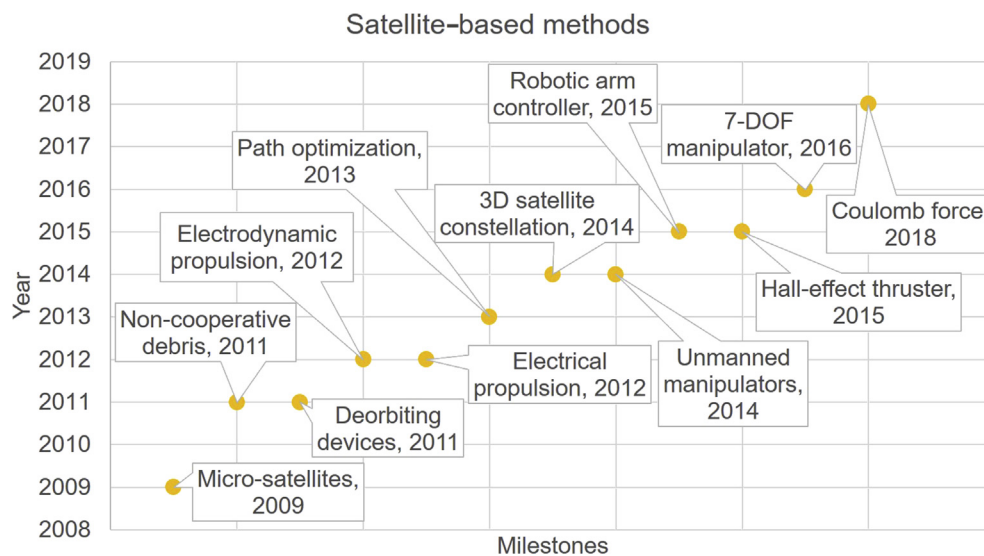 Satellite-based methods
Year
2019
2018
2017
2016
2015
2014
2013
2012
2011
2010
2009
2008
Robotic arm
controller, 2015
7-DOF
manipulator, 2016
Path optimization,
2013
3D satellite
constellation, 2014
Coulomb force
2018
Electrodynamic
propulsion, 2012
Hall-effect thruster,
2015
Non-cooperative
debris, 2011
Electrical
propulsion, 2012
Unmanned
manipulators,
2014
Deorbiting
devices, 2011
Micro-satellites,
2009
Milestones